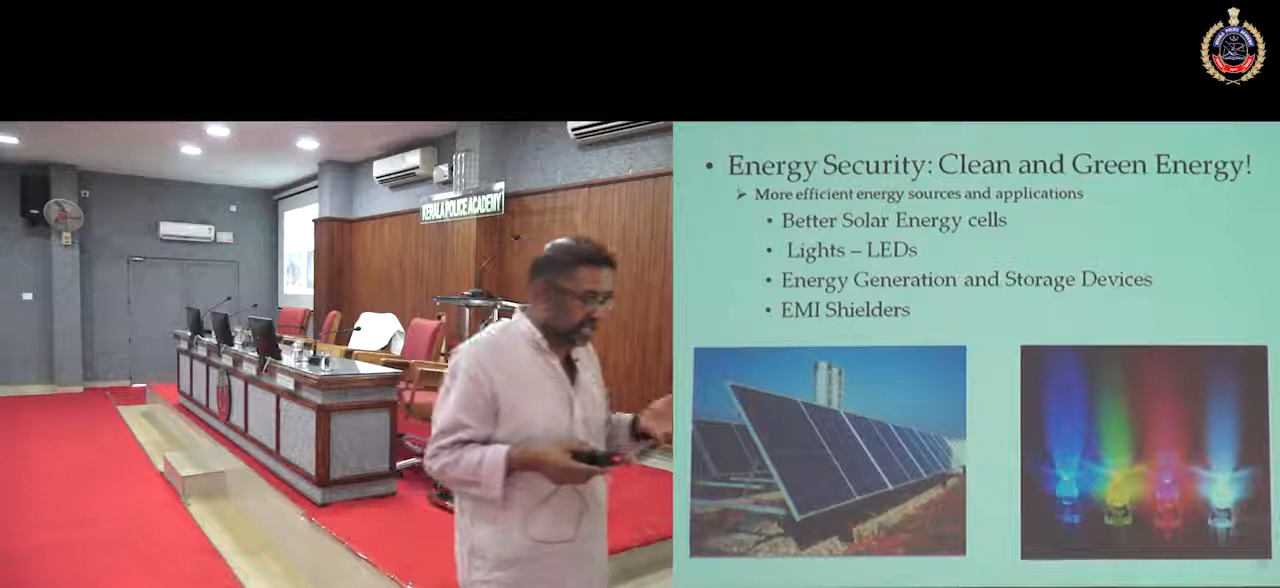 KERALA POLICE ACADEMY
• Energy Security: Clean and Green Energy!
➢ More efficient energy sources and applications
• Better Solar Energy cells
• Lights – LEDs
• Energy Generation and Storage Devices
• EMI Shielders